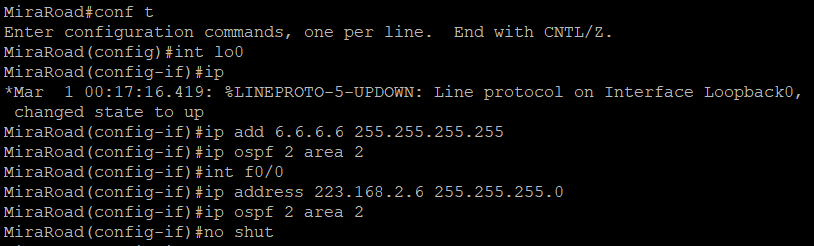 MiraRoad#conf t
Enter configuration commands, one per line.  End with CNTL/Z.
MiraRoad(config)#int lo0
MiraRoad(config-if)#ip
*Mar  1 00:17:16.419: %LINEPROTO-5-UPDOWN: Line protocol on Interface Loopback0,
 changed state to up
MiraRoad(config-if)#ip add 6.6.6.6 255.255.255.255
MiraRoad(config-if)#ip ospf 2 area 2
MiraRoad(config-if)#int f0/0
MiraRoad(config-if)#ip address 223.168.2.6 255.255.255.0
MiraRoad(config-if)#ip ospf 2 area 2
MiraRoad(config-if)#no shut